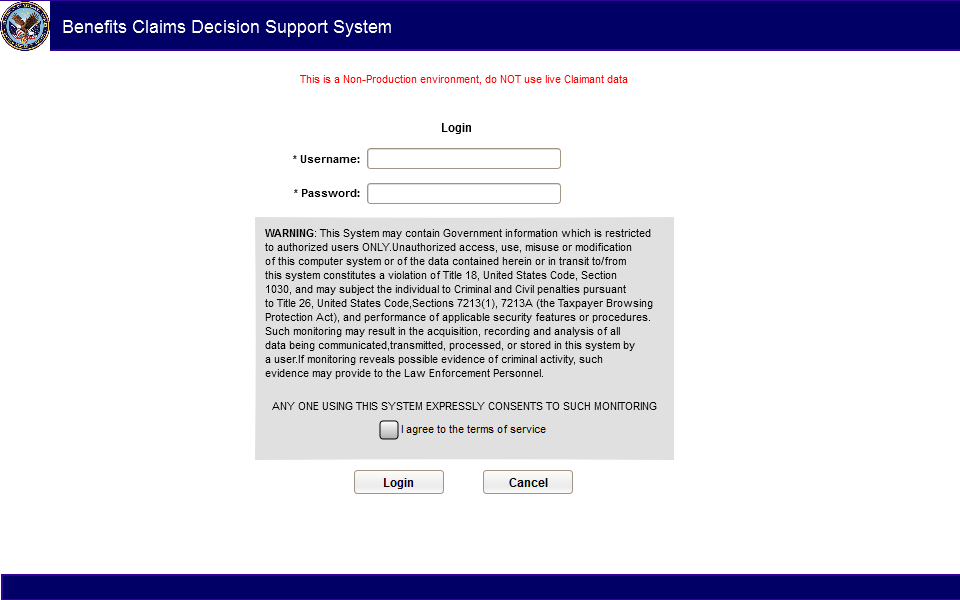 Benefits Claims Decision Support System
This is a Non-Production environment, do NOT use live Claimant data
Login
* Username:
* Password:
WARNING: This System may contain Government information which is restricted
to authorized users ONLY.Unauthorized access, use, misuse or modification
of this computer system or of the data contained herein or in transit to/from
this system constitutes a violation of Title 18, United States Code, Section
1030, and may subject the individual to Criminal and Civil penalties pursuant
to Title 26, United States Code,Sections 7213(1), 7213A (the Taxpayer Browsing
Protection Act), and performance of applicable security features or procedures.
Such monitoring may result in the acquisition, recording and analysis of all
data being communicated,transmitted, processed, or stored in this system by
a user.If monitoring reveals possible evidence of criminal activity, such
evidence may provide to the Law Enforcement Personnel.
ANY ONE USING THIS SYSTEM EXPRESSLY CONSENTS TO SUCH MONITORING
I agree to the terms of service
Login Cancel